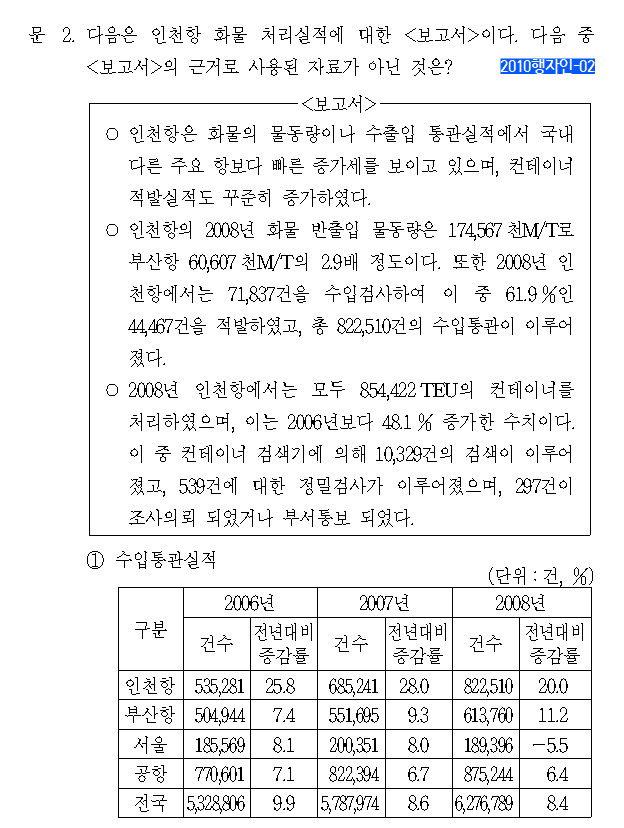 문 2. 다음은 인천항 화물 처리실적에 대한 <보고서>이다. 다음 중
<보고서>의 근거로 사용된 자료가 아닌 것은? 2010행자인-02
<보고서>
○ 인천항은 화물의 물동량이나 수출입 통관실적에서 국내
다른 주요 항보다 빠른 증가세를 보이고 있으며, 컨테이너
적발실적도 꾸준히 증가하였다.
○ 인천항의 2008년 화물 반출입 물동량은 174,567천M/T로
부산항 60,607천M/T의 2.9배 정도이다. 또한 2008년 인
천항에서는 71,837건을 수입검사하여 이 중 61.9%인
44,467건을 적발하였고, 총 822,510건의 수입통관이 이루어
졌다.
○ 2008년 인천항에서는 모두 854,422TEU의 컨테이너를
처리하였으며, 이는 2006년보다 48.1% 증가한 수치이다.
이 중 컨테이너 검색기에 의해 10,329건의 검색이 이루어
졌고, 539건에 대한 정밀검사가 이루어졌으며, 297건이
조사의뢰 되었거나 부서통보 되었다.
① 수입통관실적
(단위 : 건, %)
구분 2006년 2007년 2008년
건수 전년대비 증감률 건수 전년대비 증감률 건수 전년대비 증감률
인천항 535,281 25.8 685,241 28.0 822,510 20.0
부산항 504,944 7.4 551,695 9.3 613,760 11.2
서울 185,569 8.1 200,351 8.0 189,396 -5.5
공항 770,601 7.1 822,394 6.7 875,244 6.4
전국 5,328,806 9.9 5,787,974 8.6 6,276,789 8.4